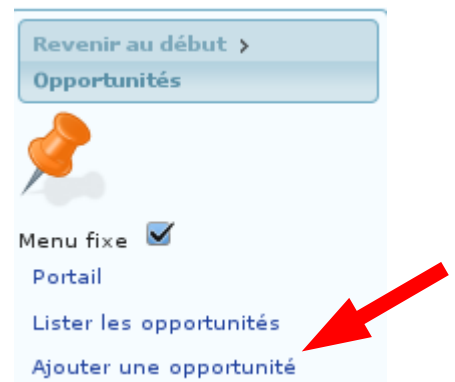 Revenir au début >
Opportunités
Menu fixe
Portail
Lister les opportunités
Ajouter une opportunité